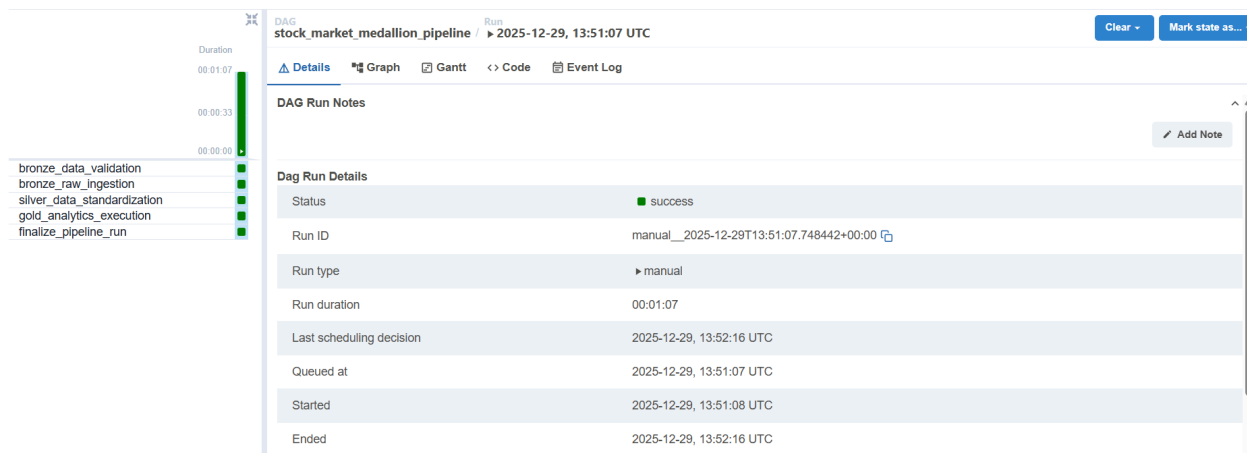 DAG
stock_market_medallion_pipeline / Run
2025-12-29, 13:51:07 UTC
Clear
Mark state as...
Duration
00:01:07
00:00:33
00:00:00
bronze_data_validation
bronze_raw_ingestion
silver_data_standardization
gold_analytics_execution
finalize_pipeline_run
Details
Graph
Gantt
<> Code
Event Log
DAG Run Notes
Add Note
Dag Run Details
Status success
Run ID manual__2025-12-29T13:51:07.748442+00:00
Run type manual
Run duration 00:01:07
Last scheduling decision 2025-12-29, 13:52:16 UTC
Queued at 2025-12-29, 13:51:07 UTC
Started 2025-12-29, 13:51:08 UTC
Ended 2025-12-29, 13:52:16 UTC